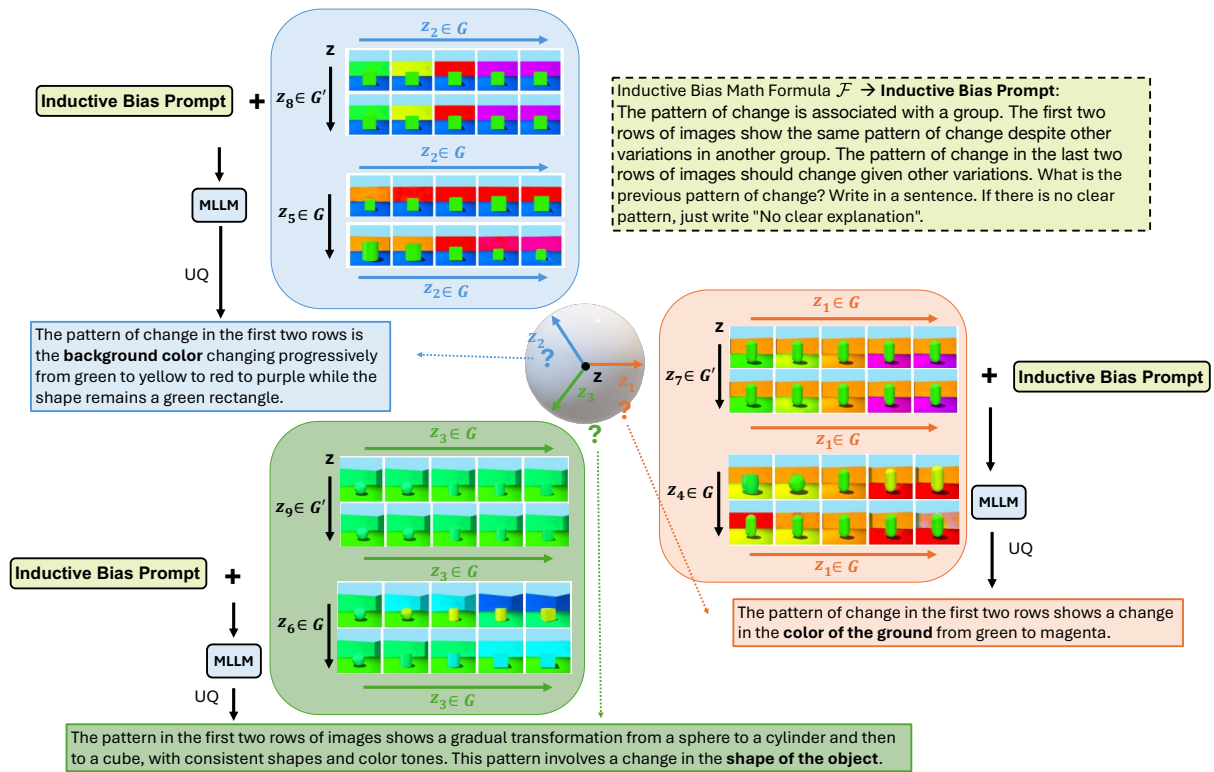 z₂ ∈ G
z
Inductive Bias Prompt
+
z₈ ∈ G′
z₂ ∈ G
MLLM
z₅ ∈ G
UQ
z₂ ∈ G
Inductive Bias Math Formula ℱ → Inductive Bias Prompt:
The pattern of change is associated with a group. The first two
rows of images show the same pattern of change despite other
variations in another group. The pattern of change in the last two
rows of images should change given other variations. What is the
previous pattern of change? Write in a sentence. If there is no clear
pattern, just write "No clear explanation".
The pattern of change in the first two rows is
the background color changing progressively
from green to yellow to red to purple while the
shape remains a green rectangle.
z₂
?
z
z₁
z₃
?
?
z₁ ∈ G
z
z₇ ∈ G′
+
Inductive Bias Prompt
z₁ ∈ G
z₄ ∈ G
MLLM
UQ
z₁ ∈ G
The pattern of change in the first two rows shows a change
in the color of the ground from green to magenta.
z₃ ∈ G
z
z₉ ∈ G′
z₃ ∈ G
Inductive Bias Prompt
+
z₆ ∈ G
MLLM
UQ
z₃ ∈ G
The pattern in the first two rows of images shows a gradual transformation from a sphere to a cylinder and then
to a cube, with consistent shapes and color tones. This pattern involves a change in the shape of the object.